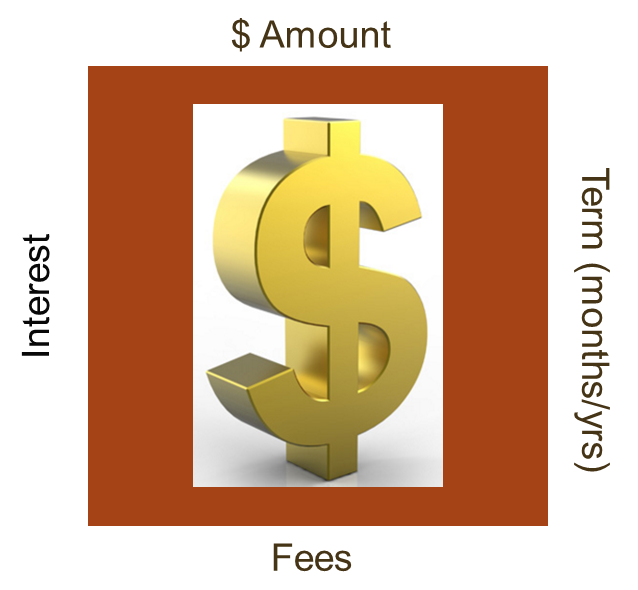 $ Amount
Interest
Term (months/yrs)
Fees